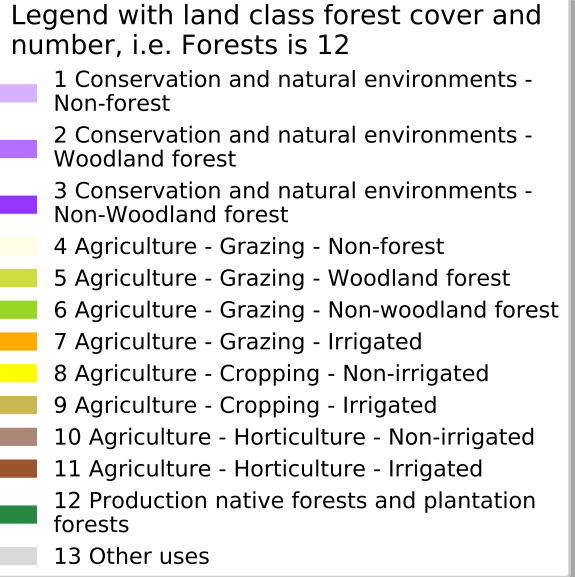 Legend with land class forest cover and
number, i.e. Forests is 12
1 Conservation and natural environments -
Non-forest
2 Conservation and natural environments -
Woodland forest
3 Conservation and natural environments -
Non-Woodland forest
4 Agriculture - Grazing - Non-forest
5 Agriculture - Grazing - Woodland forest
6 Agriculture - Grazing - Non-woodland forest
7 Agriculture - Grazing - Irrigated
8 Agriculture - Cropping - Non-irrigated
9 Agriculture - Cropping - Irrigated
10 Agriculture - Horticulture - Non-irrigated
11 Agriculture - Horticulture - Irrigated
12 Production native forests and plantation
forests
13 Other uses